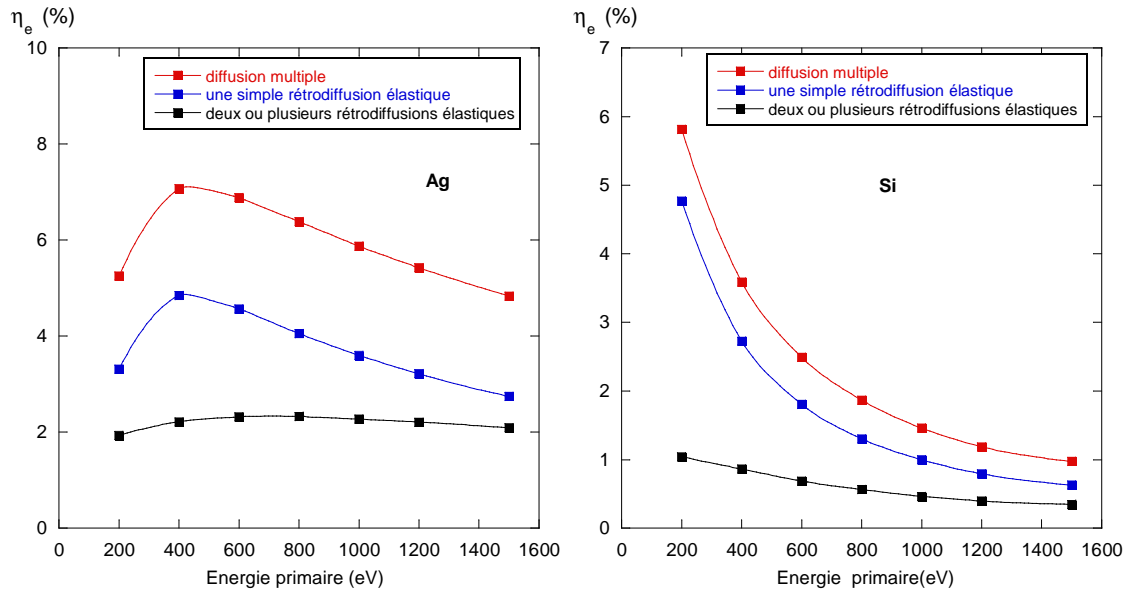 η_e (%)
10
8
6
4
2
0
diffusion multiple
une simple rétrodiffusion élastique
deux ou plusieurs rétrodiffusions élastiques
Ag
0 200 400 600 800 1000 1200 1400 1600
Energie primaire (eV)
η_e (%)
7
6
5
4
3
2
1
0
diffusion multiple
une simple rétrodiffusion élastique
deux ou plusieurs rétrodiffusions élastiques
Si
0 200 400 600 800 1000 1200 1400 1600
Energie primaire(eV)